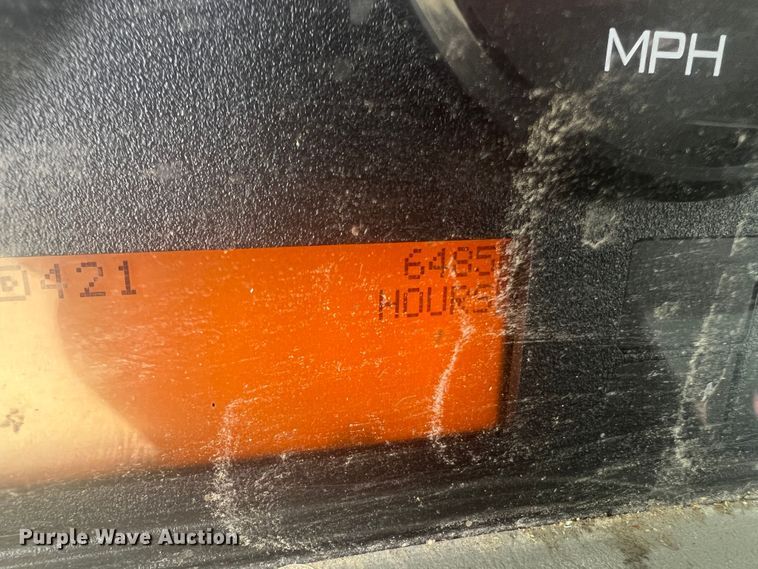 MPH
421 6485
HOURS
Purple Wave Auction